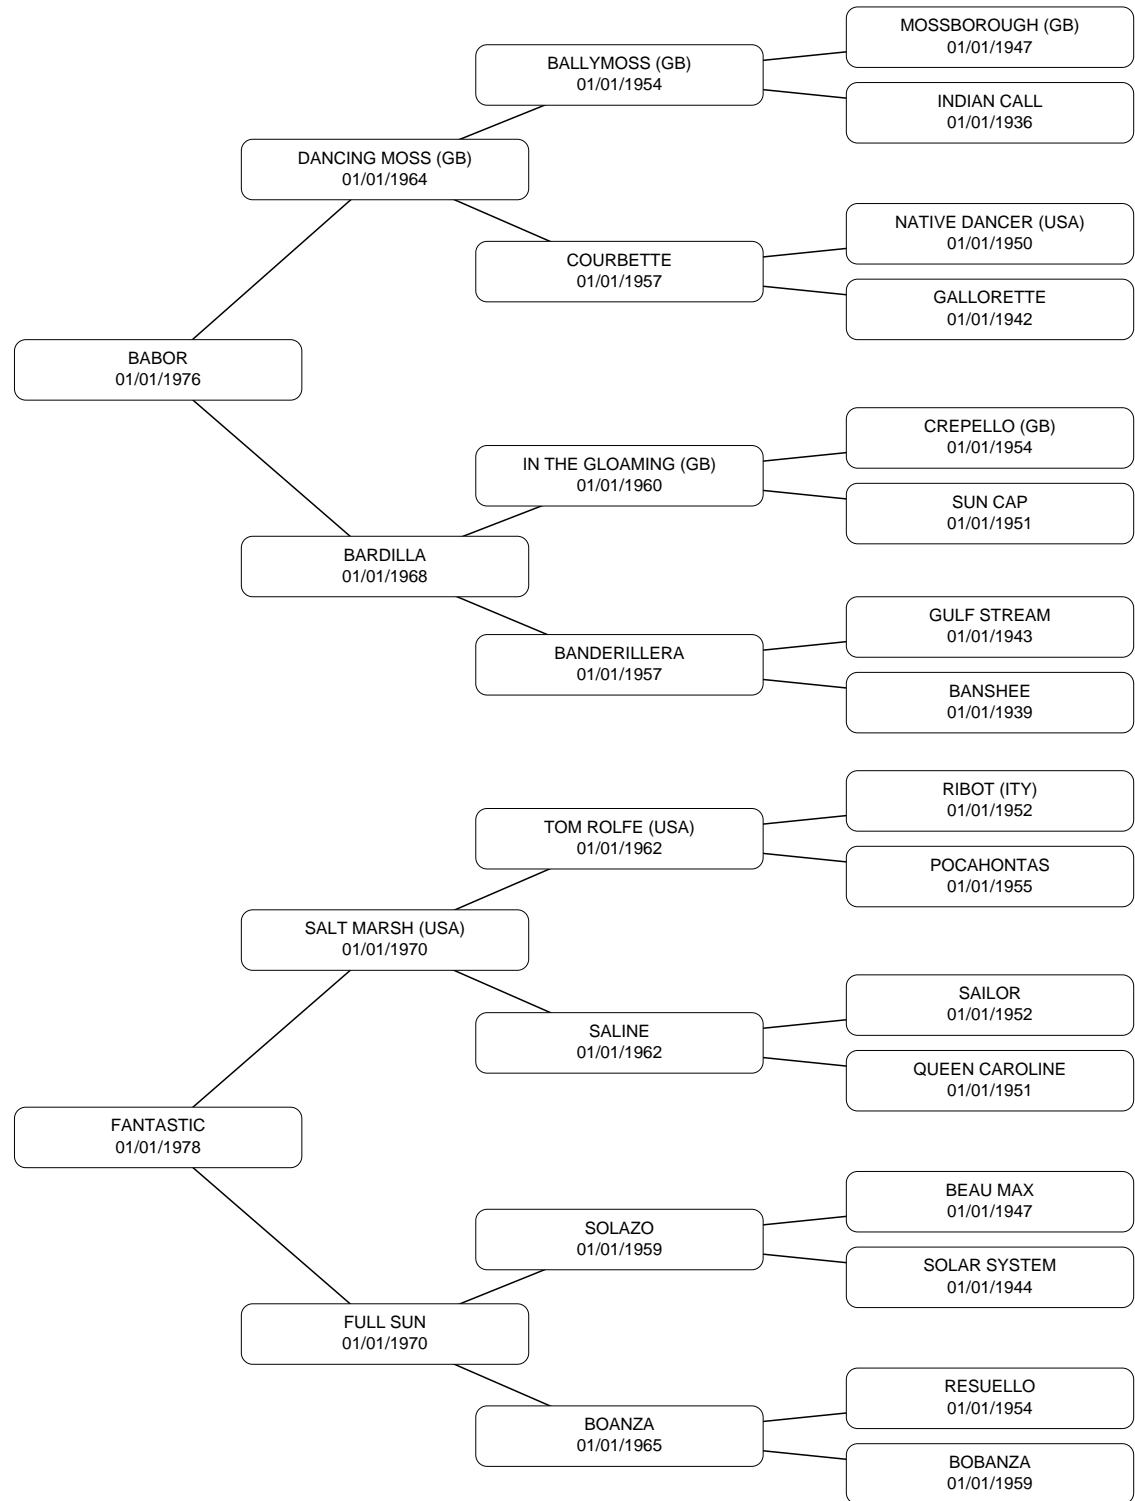 MOSSBOROUGH (GB)
01/01/1947
BALLYMOSS (GB)
01/01/1954
INDIAN CALL
01/01/1936
DANCING MOSS (GB)
01/01/1964
NATIVE DANCER (USA)
01/01/1950
COURBETTE
01/01/1957
GALLORETTE
01/01/1942
BABOR
01/01/1976
CREPELLO (GB)
01/01/1954
IN THE GLOAMING (GB)
01/01/1960
SUN CAP
01/01/1951
BARDILLA
01/01/1968
GULF STREAM
01/01/1943
BANDERILLERA
01/01/1957
BANSHEE
01/01/1939
RIBOT (ITY)
01/01/1952
TOM ROLFE (USA)
01/01/1962
POCAHONTAS
01/01/1955
SALT MARSH (USA)
01/01/1970
SAILOR
01/01/1952
SALINE
01/01/1962
QUEEN CAROLINE
01/01/1951
FANTASTIC
01/01/1978
BEAU MAX
01/01/1947
SOLAZO
01/01/1959
SOLAR SYSTEM
01/01/1944
FULL SUN
01/01/1970
RESUELLO
01/01/1954
BOANZA
01/01/1965
BOBANZA
01/01/1959